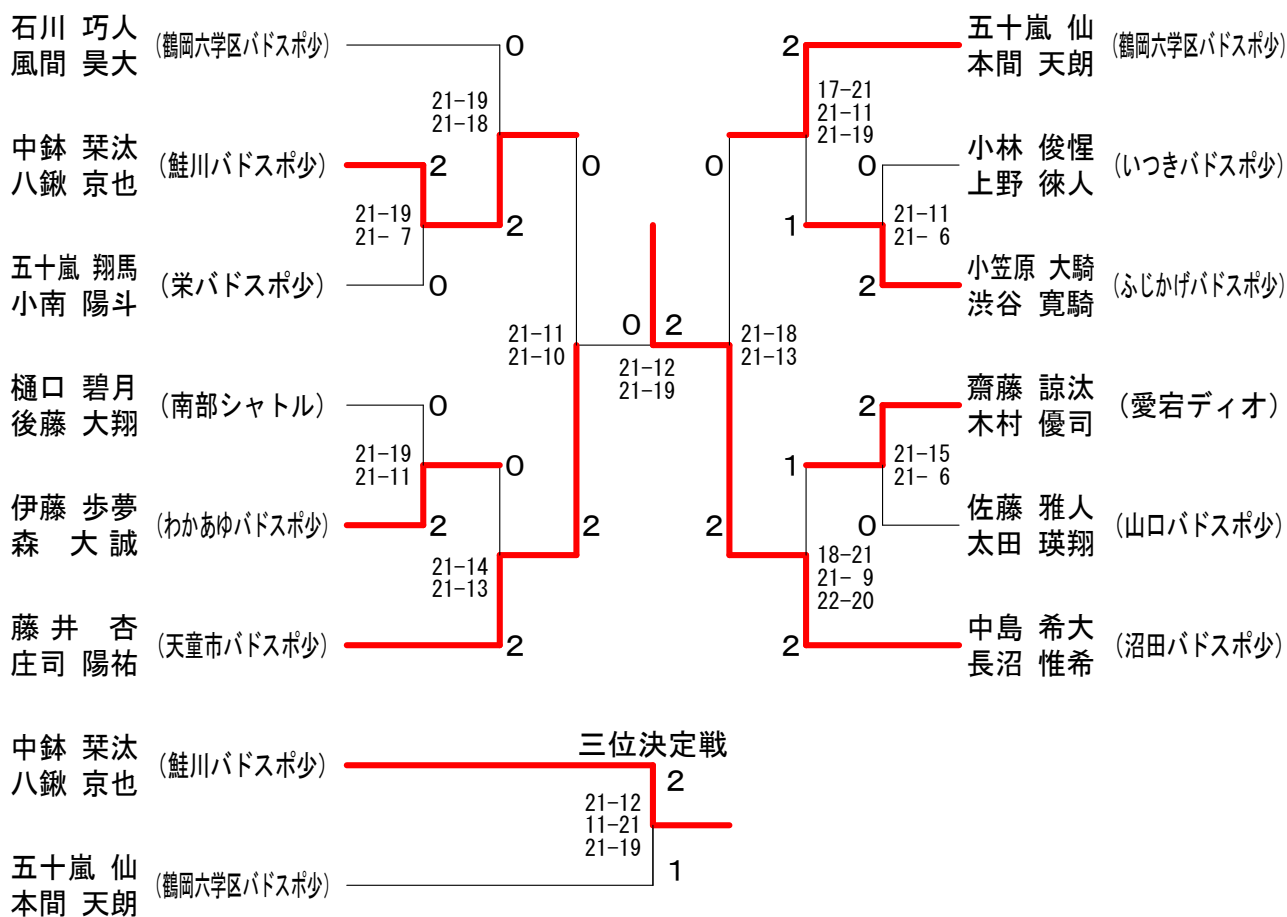 石川 巧人
風間 昊大
(鶴岡六学区バドスポ少)
0
21-19
21-18
中鉢 栞汰
八鍬 京也
(鮭川バドスポ少)
2
21-19
21- 7
2
五十嵐 翔馬
小南 陽斗
(栄バドスポ少)
0
0
21-11
21-10
樋口 碧月
後藤 大翔
(南部シャトル)
0
21-19
21-11
0
伊藤 歩夢
森 大誠
(わかあゆバドスポ少)
2
2
21-14
21-13
藤井 杏
庄司 陽祐
(天童市バドスポ少)
2
0 2
21-12
21-19
2
五十嵐 仙
本間 天朗
(鶴岡六学区バドスポ少)
17-21
21-11
21-19
0
0
小林 俊惺
上野 徠人
(いつきバドスポ少)
21-11
21- 6
1
2
小笠原 大騎
渋谷 寛騎
(ふじかげバドスポ少)
21-18
21-13
2
齋藤 諒汰
木村 優司
(愛宕ディオ)
21-15
21- 6
1
0
佐藤 雅人
太田 瑛翔
(山口バドスポ少)
2
18-21
21- 9
22-20
2
中島 希大
長沼 惟希
(沼田バドスポ少)
三位決定戦
中鉢 栞汰
八鍬 京也
(鮭川バドスポ少)
2
21-12
11-21
21-19
1
五十嵐 仙
本間 天朗
(鶴岡六学区バドスポ少)